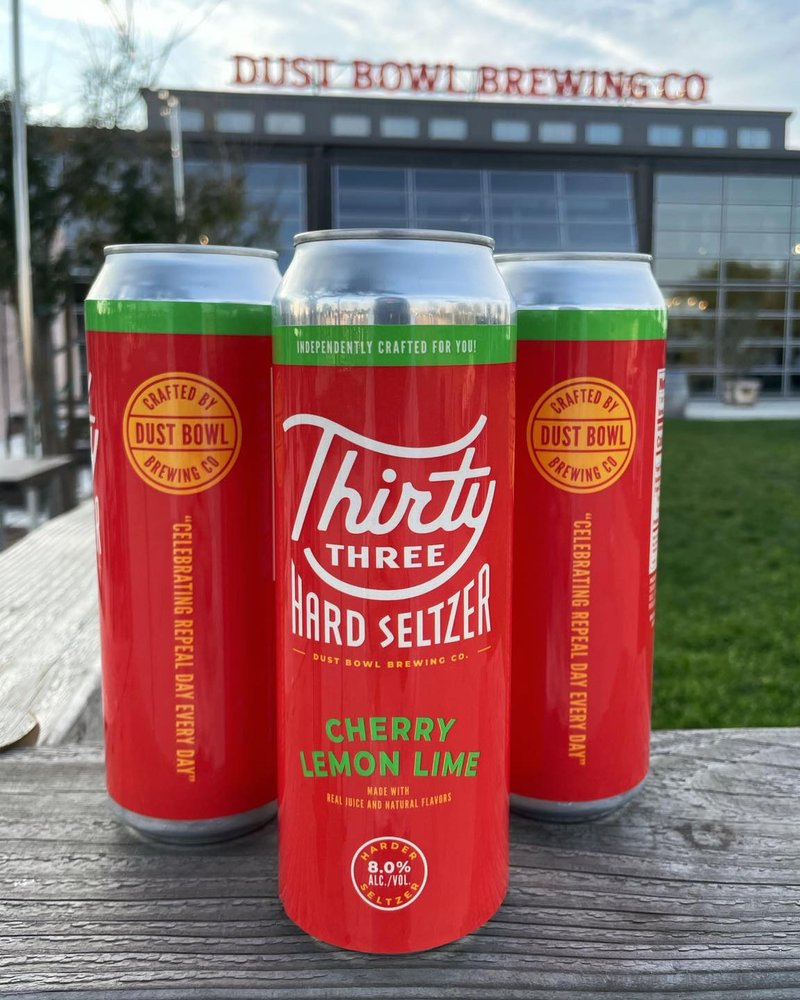 DUST BOWL BREWING CO
INDEPENDENTLY CRAFTED FOR YOU!
Thirty
THREE
HARD SELTZER
DUST BOWL BREWING CO.
CHERRY
LEMON LIME
MADE WITH
REAL JUICE AND NATURAL FLAVORS
HARDER
8.0%
ALC./VOL.
SELTZER
CRAFTED BY
DUST BOWL
BREWING CO
"CELEBRATING REPEAL DAY EVERY DAY"
CRAFTED BY
DUST BOWL
BREWING CO
"CELEBRATING REPEAL DAY EVERY DAY"